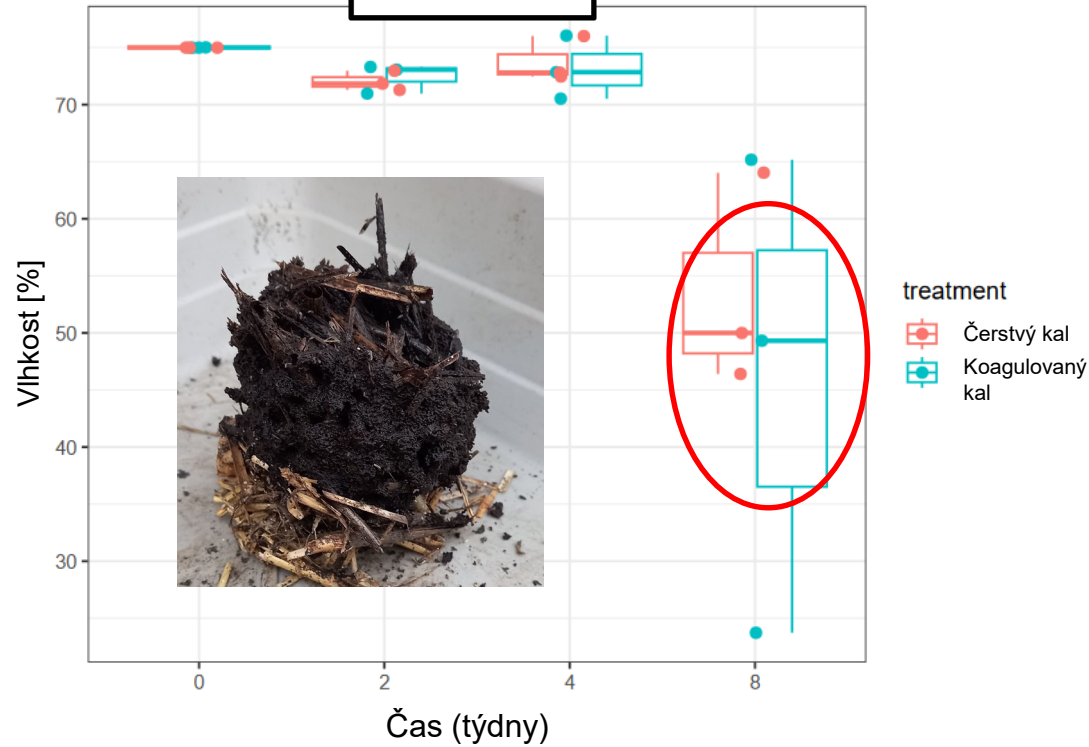 70
60
50
40
30
Vlhkost [%]
0 2 4 8
Čas (týdny)
treatment
Čerstvý kal
Koagulovaný
kal